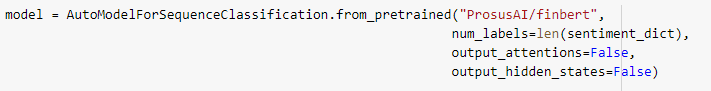 model = AutoModelForSequenceClassification.from_pretrained("ProsusAI/finbert",
num_labels=len(sentiment_dict),
output_attentions=False,
output_hidden_states=False)